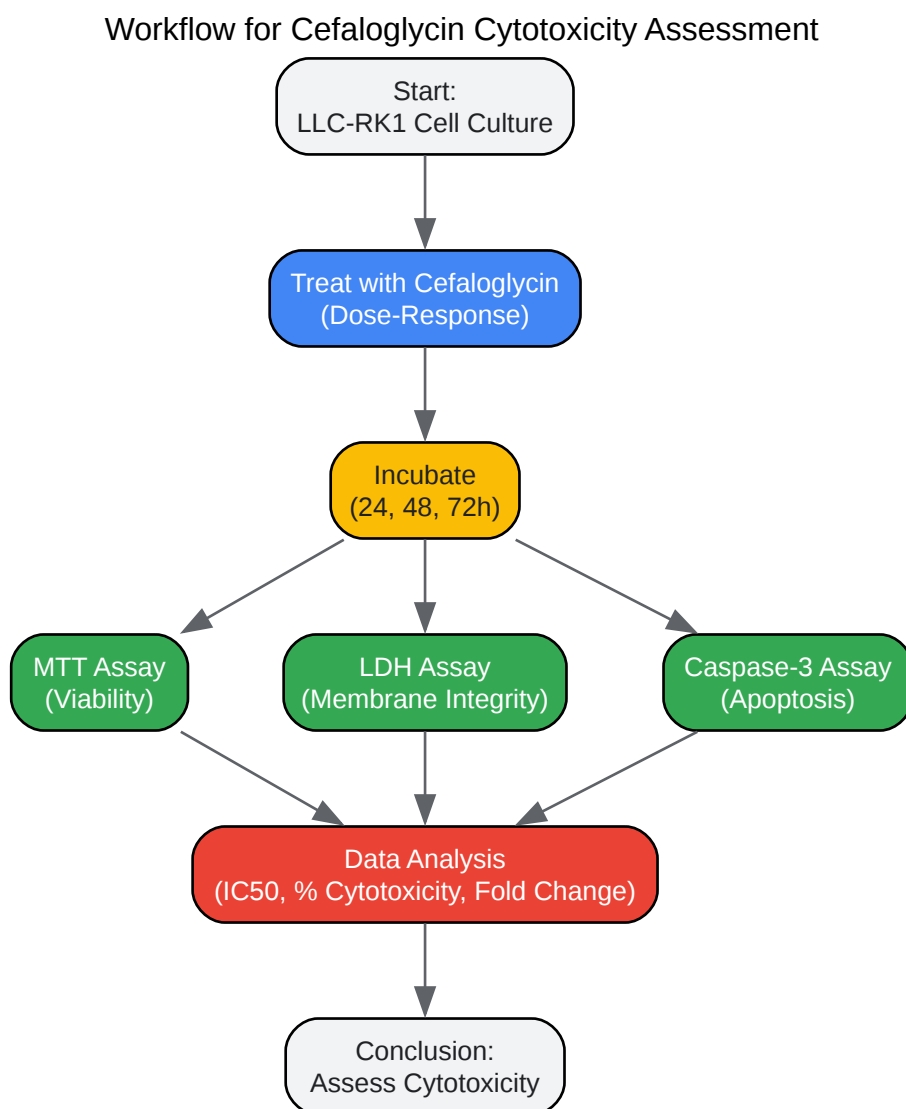 Workflow for Cefaloglycin Cytotoxicity Assessment
Start:
LLC-RK1 Cell Culture
Treat with Cefaloglycin
(Dose-Response)
Incubate
(24, 48, 72h)
MTT Assay
(Viability)
LDH Assay
(Membrane Integrity)
Caspase-3 Assay
(Apoptosis)
Data Analysis
(IC50, % Cytotoxicity, Fold Change)
Conclusion:
Assess Cytotoxicity